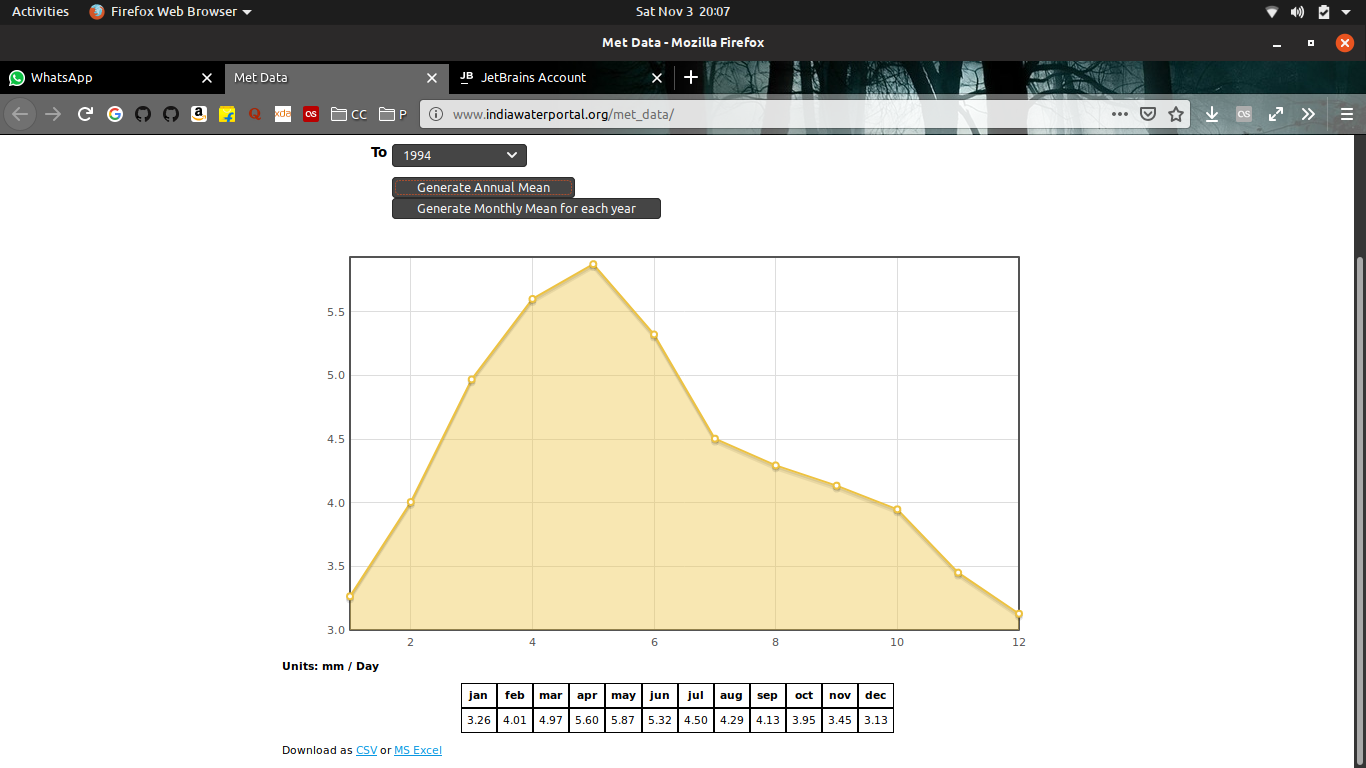 Activities Firefox Web Browser Sat Nov 3 20:07
Met Data - Mozilla Firefox
WhatsApp Met Data JB JetBrains Account
G a Q xda os CC P www.indiawaterportal.org/met_data/ os
To 1994
Generate Annual Mean
Generate Monthly Mean for each year
5.5
5.0
4.5
4.0
3.5
3.0
2 4 6 8 10 12
Units: mm / Day
jan feb mar apr may jun jul aug sep oct nov dec
3.26 4.01 4.97 5.60 5.87 5.32 4.50 4.29 4.13 3.95 3.45 3.13
Download as CSV or MS Excel